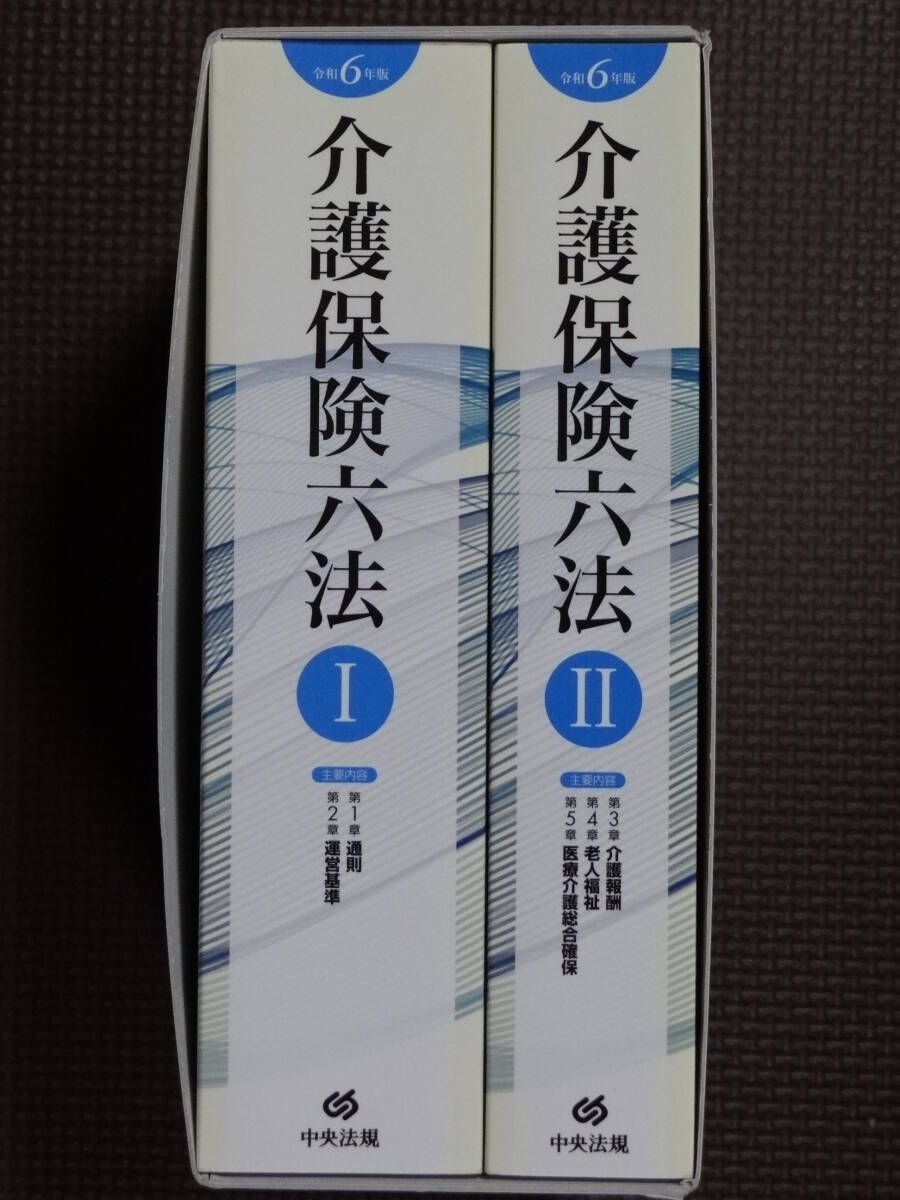 令和6年版
介護保険六法
I
主要内容
第1章 通則
第2章 運営基準
中央法規
令和6年版
介護保険六法
II
主要内容
第3章 介護報酬
第4章 老人福祉
第5章 医療介護総合確保
中央法規